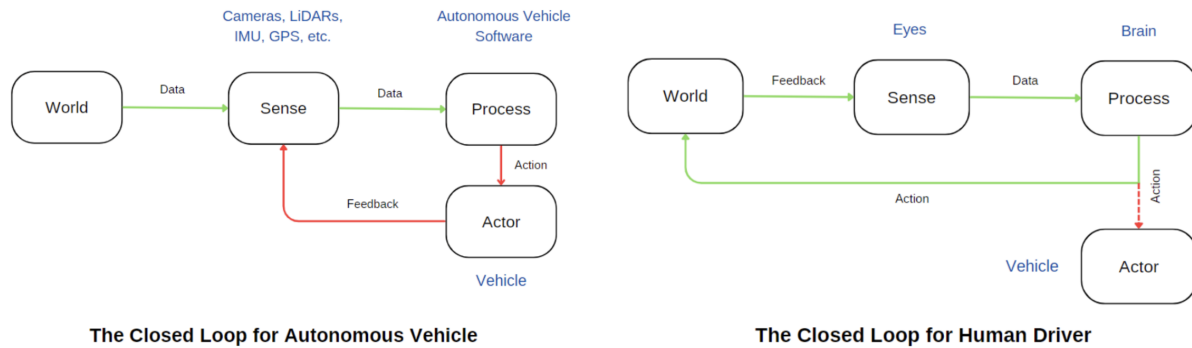 Cameras, LiDARs,
IMU, GPS, etc.
Autonomous Vehicle
Software
World
Data
Sense
Data
Process
Action
Feedback
Actor
Vehicle
The Closed Loop for Autonomous Vehicle
Eyes
Brain
World
Feedback
Sense
Data
Process
Action
Action
Vehicle
Actor
The Closed Loop for Human Driver